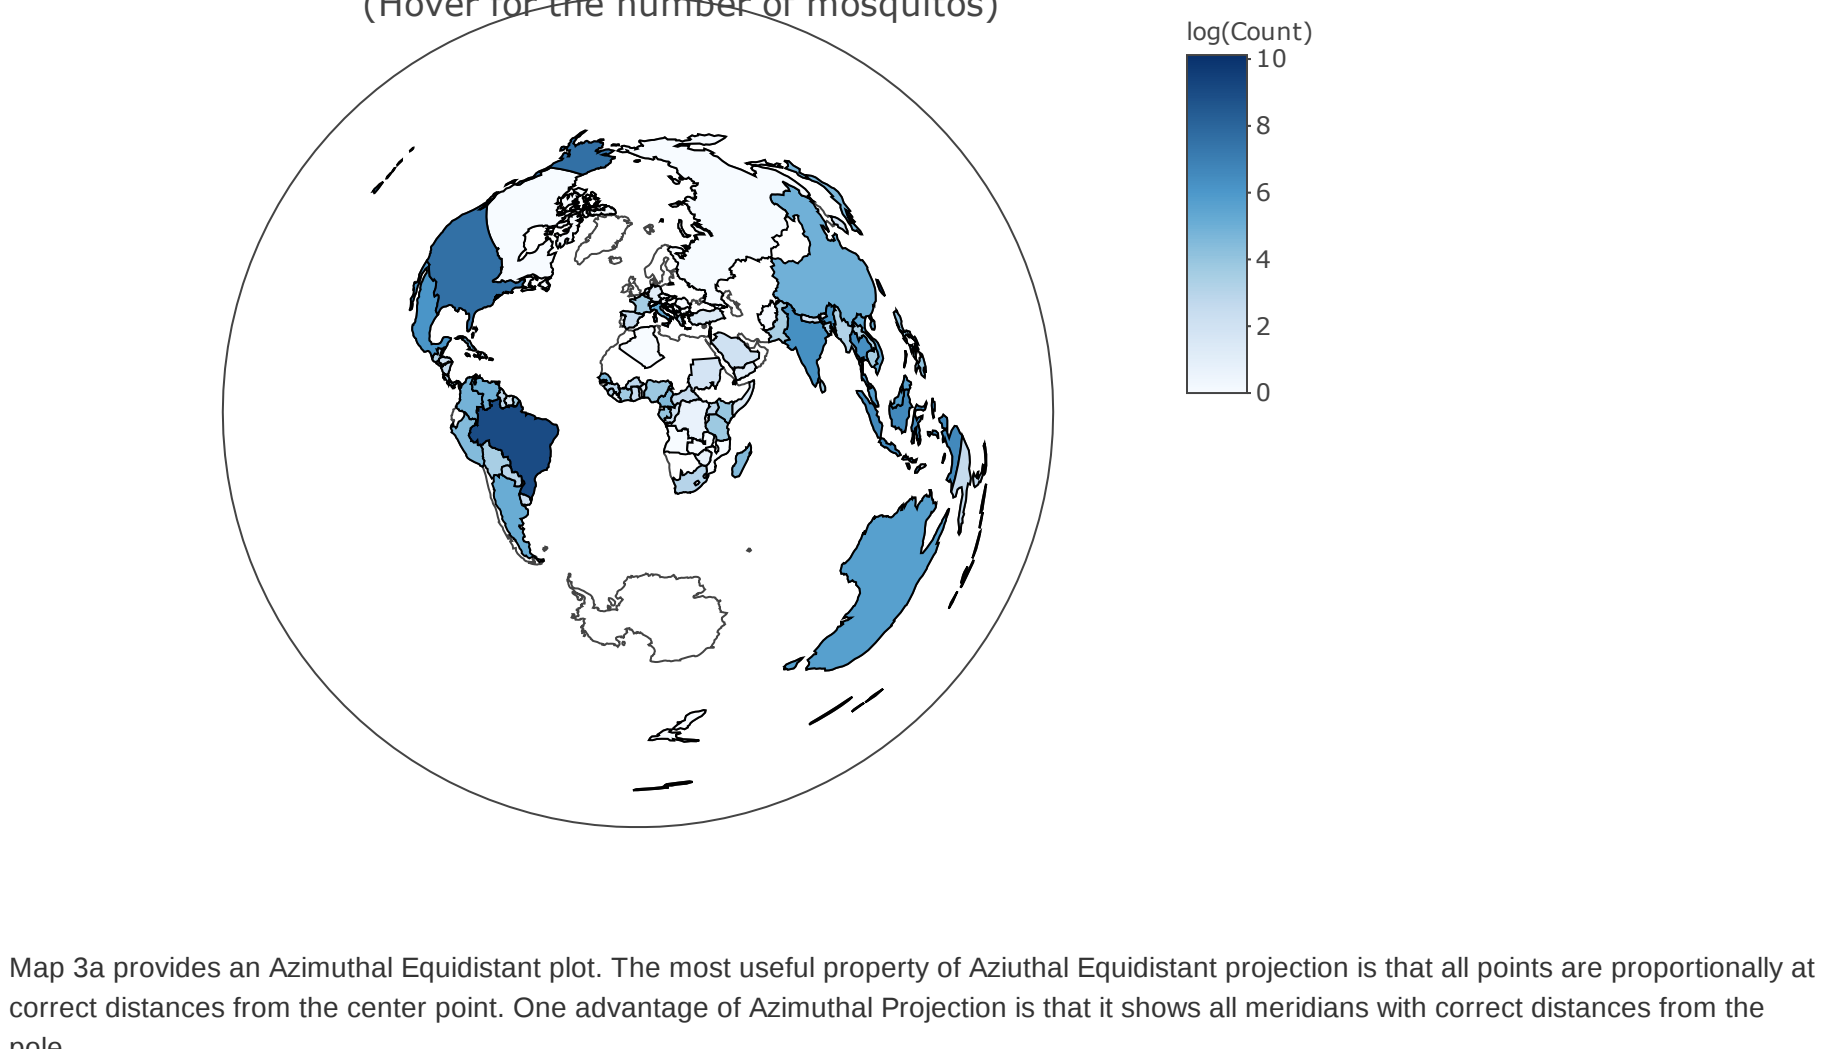 (Hover for the number of mosquitos)
log(Count)
10
8
6
4
2
0
Map 3a provides an Azimuthal Equidistant plot. The most useful property of Aziuthal Equidistant projection is that all points are proportionally at
correct distances from the center point. One advantage of Azimuthal Projection is that it shows all meridians with correct distances from the
pole